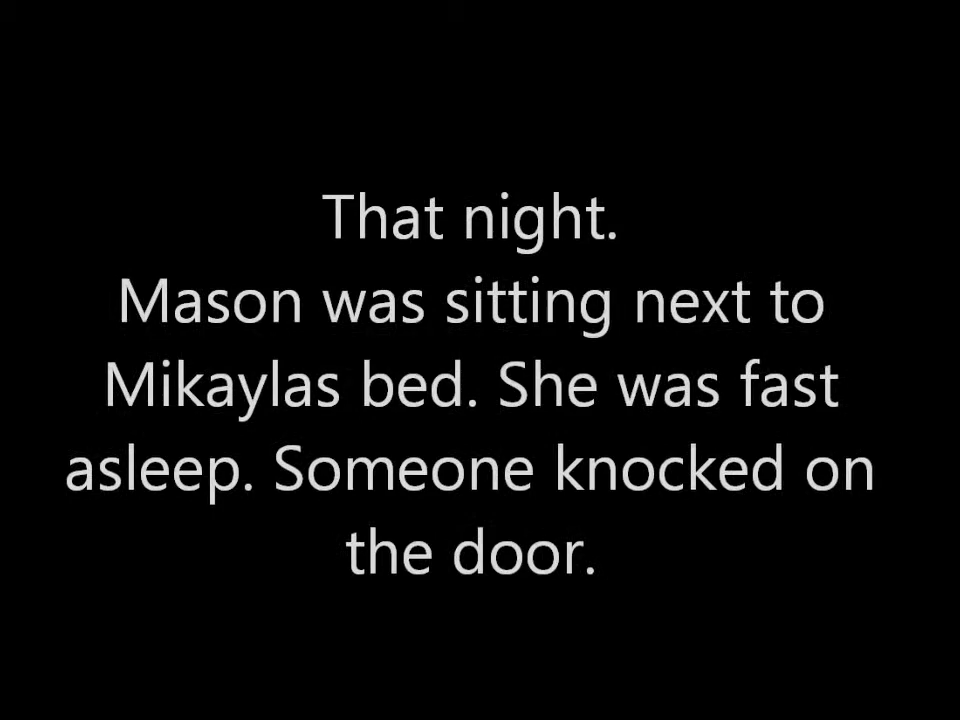 That night.
Mason was sitting next to
Mikaylas bed. She was fast
asleep. Someone knocked on
the door.